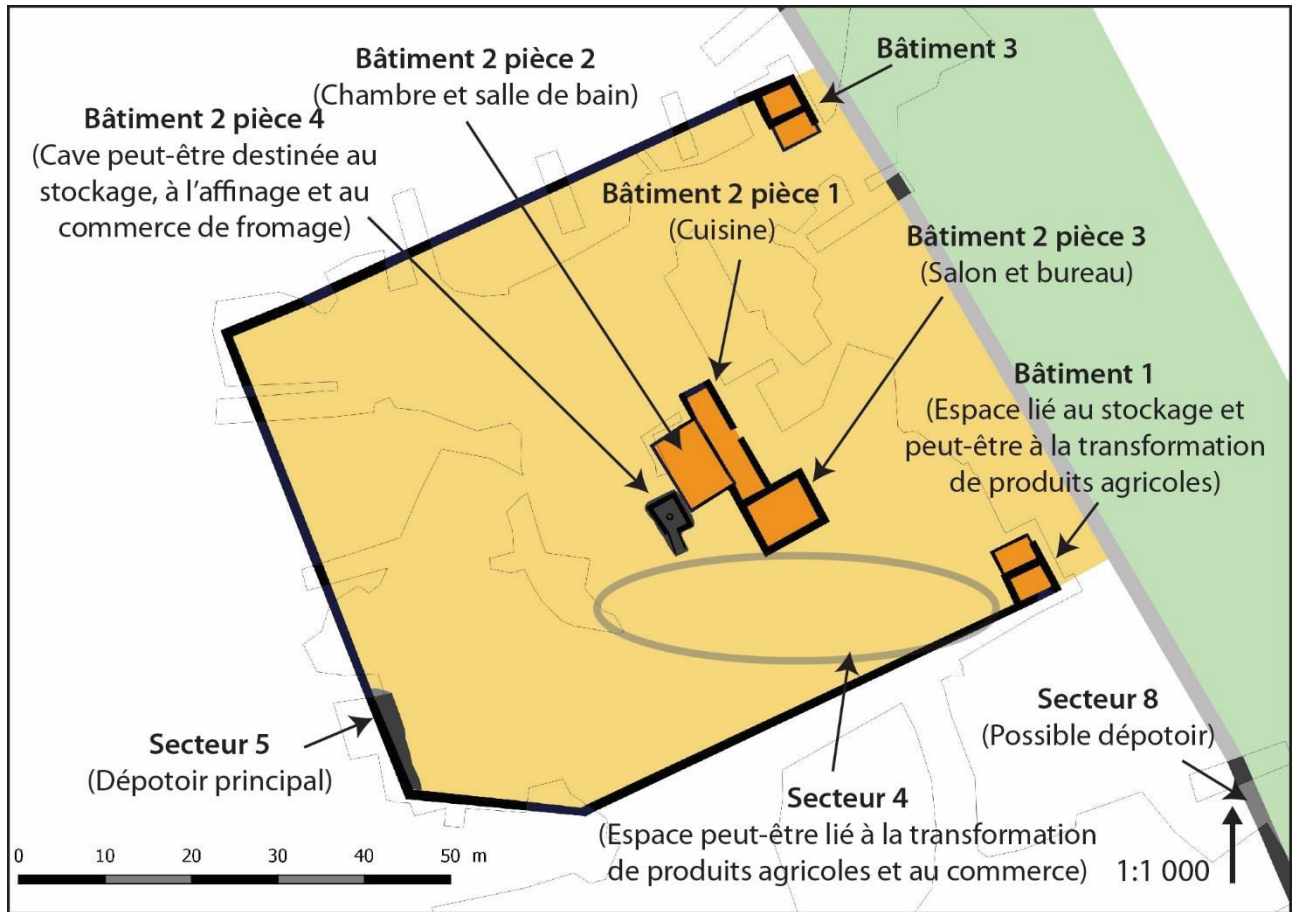 Bâtiment 2 pièce 2
(Chambre et salle de bain)
Bâtiment 3
Bâtiment 2 pièce 4
(Cave peut-être destinée au
stockage, à l’affinage et au
commerce de fromage)
Bâtiment 2 pièce 1
(Cuisine)
Bâtiment 2 pièce 3
(Salon et bureau)
Bâtiment 1
(Espace lié au stockage et
peut-être à la transformation
de produits agricoles)
Secteur 5
(Dépotoir principal)
Secteur 8
(Possible dépotoir)
Secteur 4
(Espace peut-être lié à la transformation
de produits agricoles et au commerce)
0 10 20 30 40 50 m
1:1 000